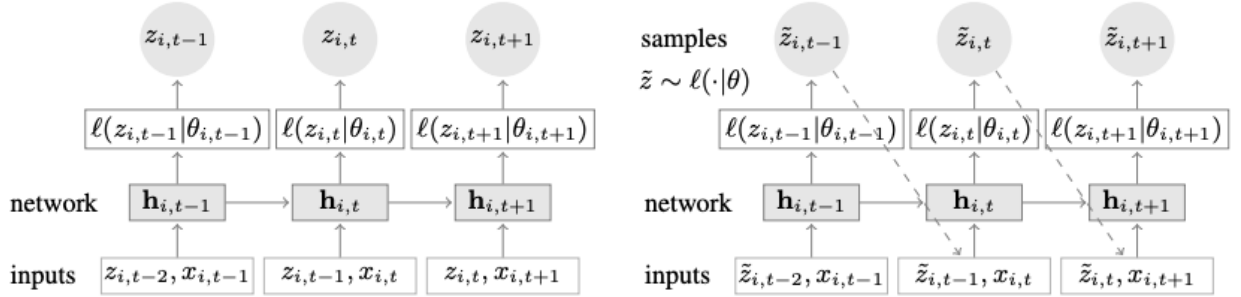 z_{i,t−1} z_{i,t} z_{i,t+1}
ℓ(z_{i,t−1}|θ_{i,t−1}) ℓ(z_{i,t}|θ_{i,t}) ℓ(z_{i,t+1}|θ_{i,t+1})
network h_{i,t−1} h_{i,t} h_{i,t+1}
inputs z_{i,t−2}, x_{i,t−1} z_{i,t−1}, x_{i,t} z_{i,t}, x_{i,t+1}
samples z̃_{i,t−1} z̃_{i,t} z̃_{i,t+1}
z̃ ∼ ℓ(·|θ)
ℓ(z_{i,t−1}|θ_{i,t−1}) ℓ(z_{i,t}|θ_{i,t}) ℓ(z_{i,t+1}|θ_{i,t+1})
network h_{i,t−1} h_{i,t} h_{i,t+1}
inputs z̃_{i,t−2}, x_{i,t−1} z̃_{i,t−1}, x_{i,t} z̃_{i,t}, x_{i,t+1}